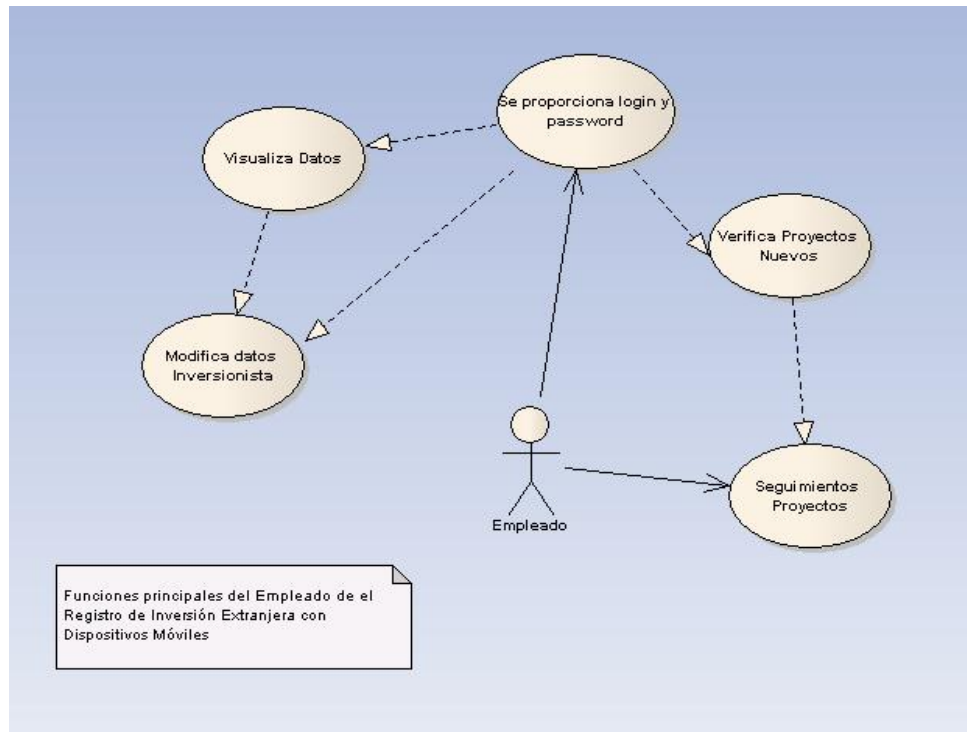 Se proporciona login y
password
Visualiza Datos
Verifica Proyectos
Nuevos
Modifica datos
Inversionista
Seguimientos
Proyectos
Empleado
Funciones principales del Empleado de el
Registro de Inversión Extranjera con
Dispositivos Móviles